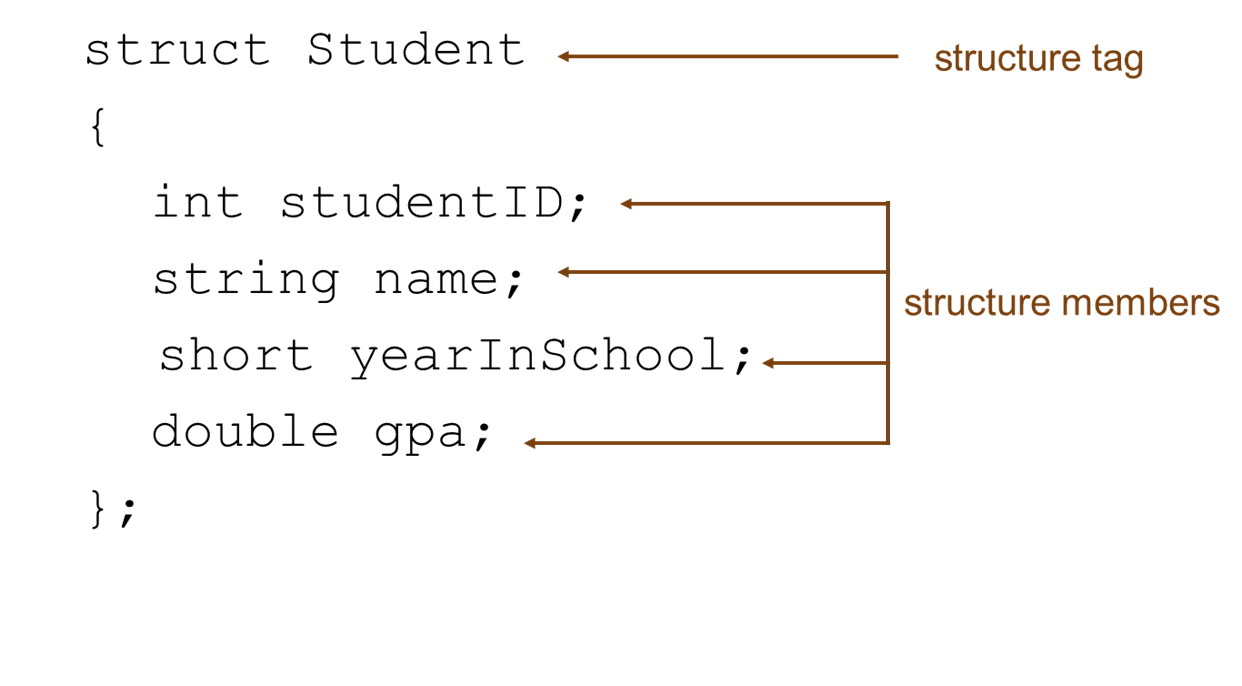 struct Student
structure tag
{
int studentID;
string name;
structure members
short yearInSchool;
double gpa;
};